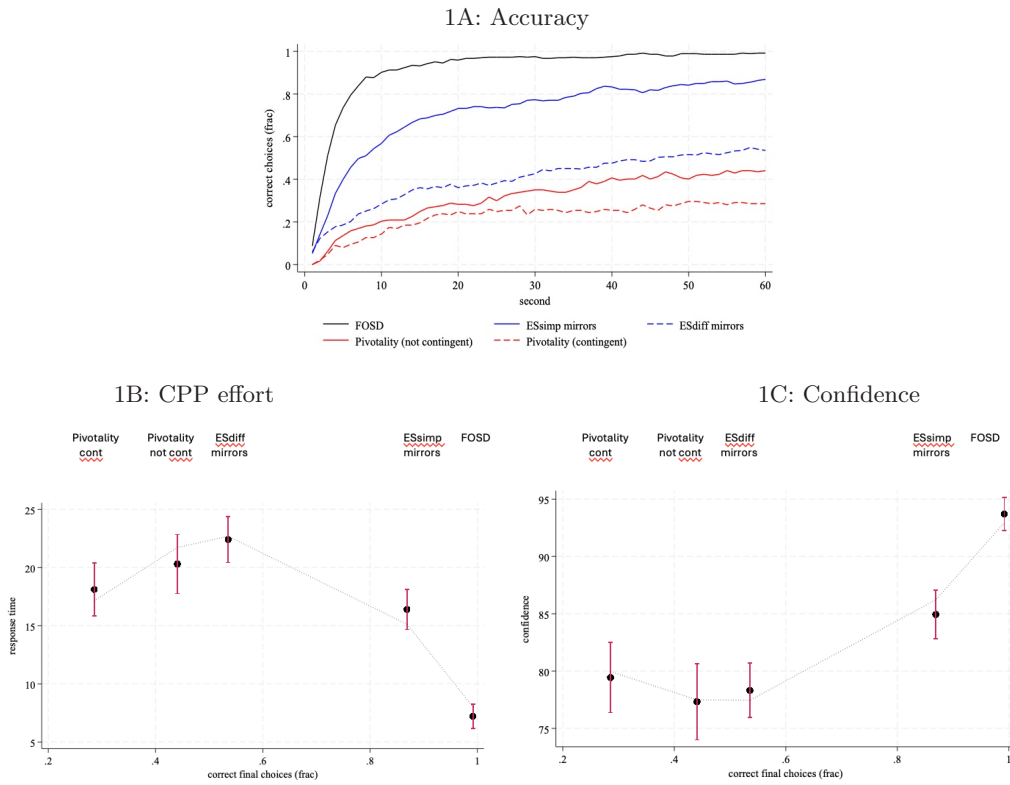 1A: Accuracy
1
.8
.6
.4
.2
0
correct choices (frac)
0 10 20 30 40 50 60
second
FOSD ESsimp mirrors ESdiff mirrors
Pivotality (not contingent) Pivotality (contingent)
1B: CPP effort
Pivotality Pivotality ESdiff ESsimp FOSD
cont not cont mirrors mirrors
25
20
15
10
5
response time
.2 .4 .6 .8 1
correct final choices (frac)
1C: Confidence
Pivotality Pivotality ESdiff ESsimp FOSD
cont not cont mirrors mirrors
95
90
85
80
75
confidence
.2 .4 .6 .8 1
correct final choices (frac)